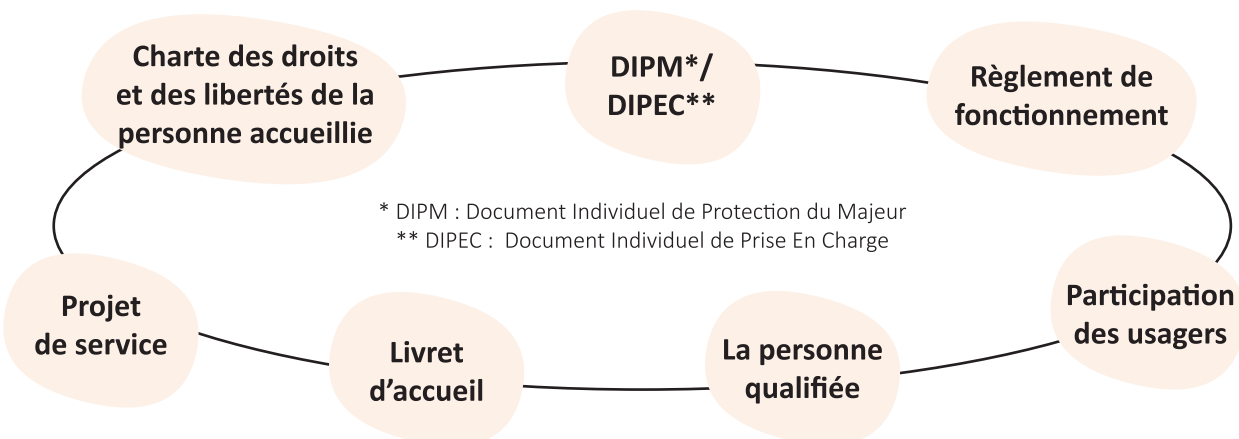 Charte des droits
et des libertés de la
personne accueillie
DIPM*/
DIPEC**
Règlement de
fonctionnement
* DIPM : Document Individuel de Protection du Majeur
** DIPEC : Document Individuel de Prise En Charge
Projet
de service
Livret
d’accueil
La personne
qualifiée
Participation
des usagers